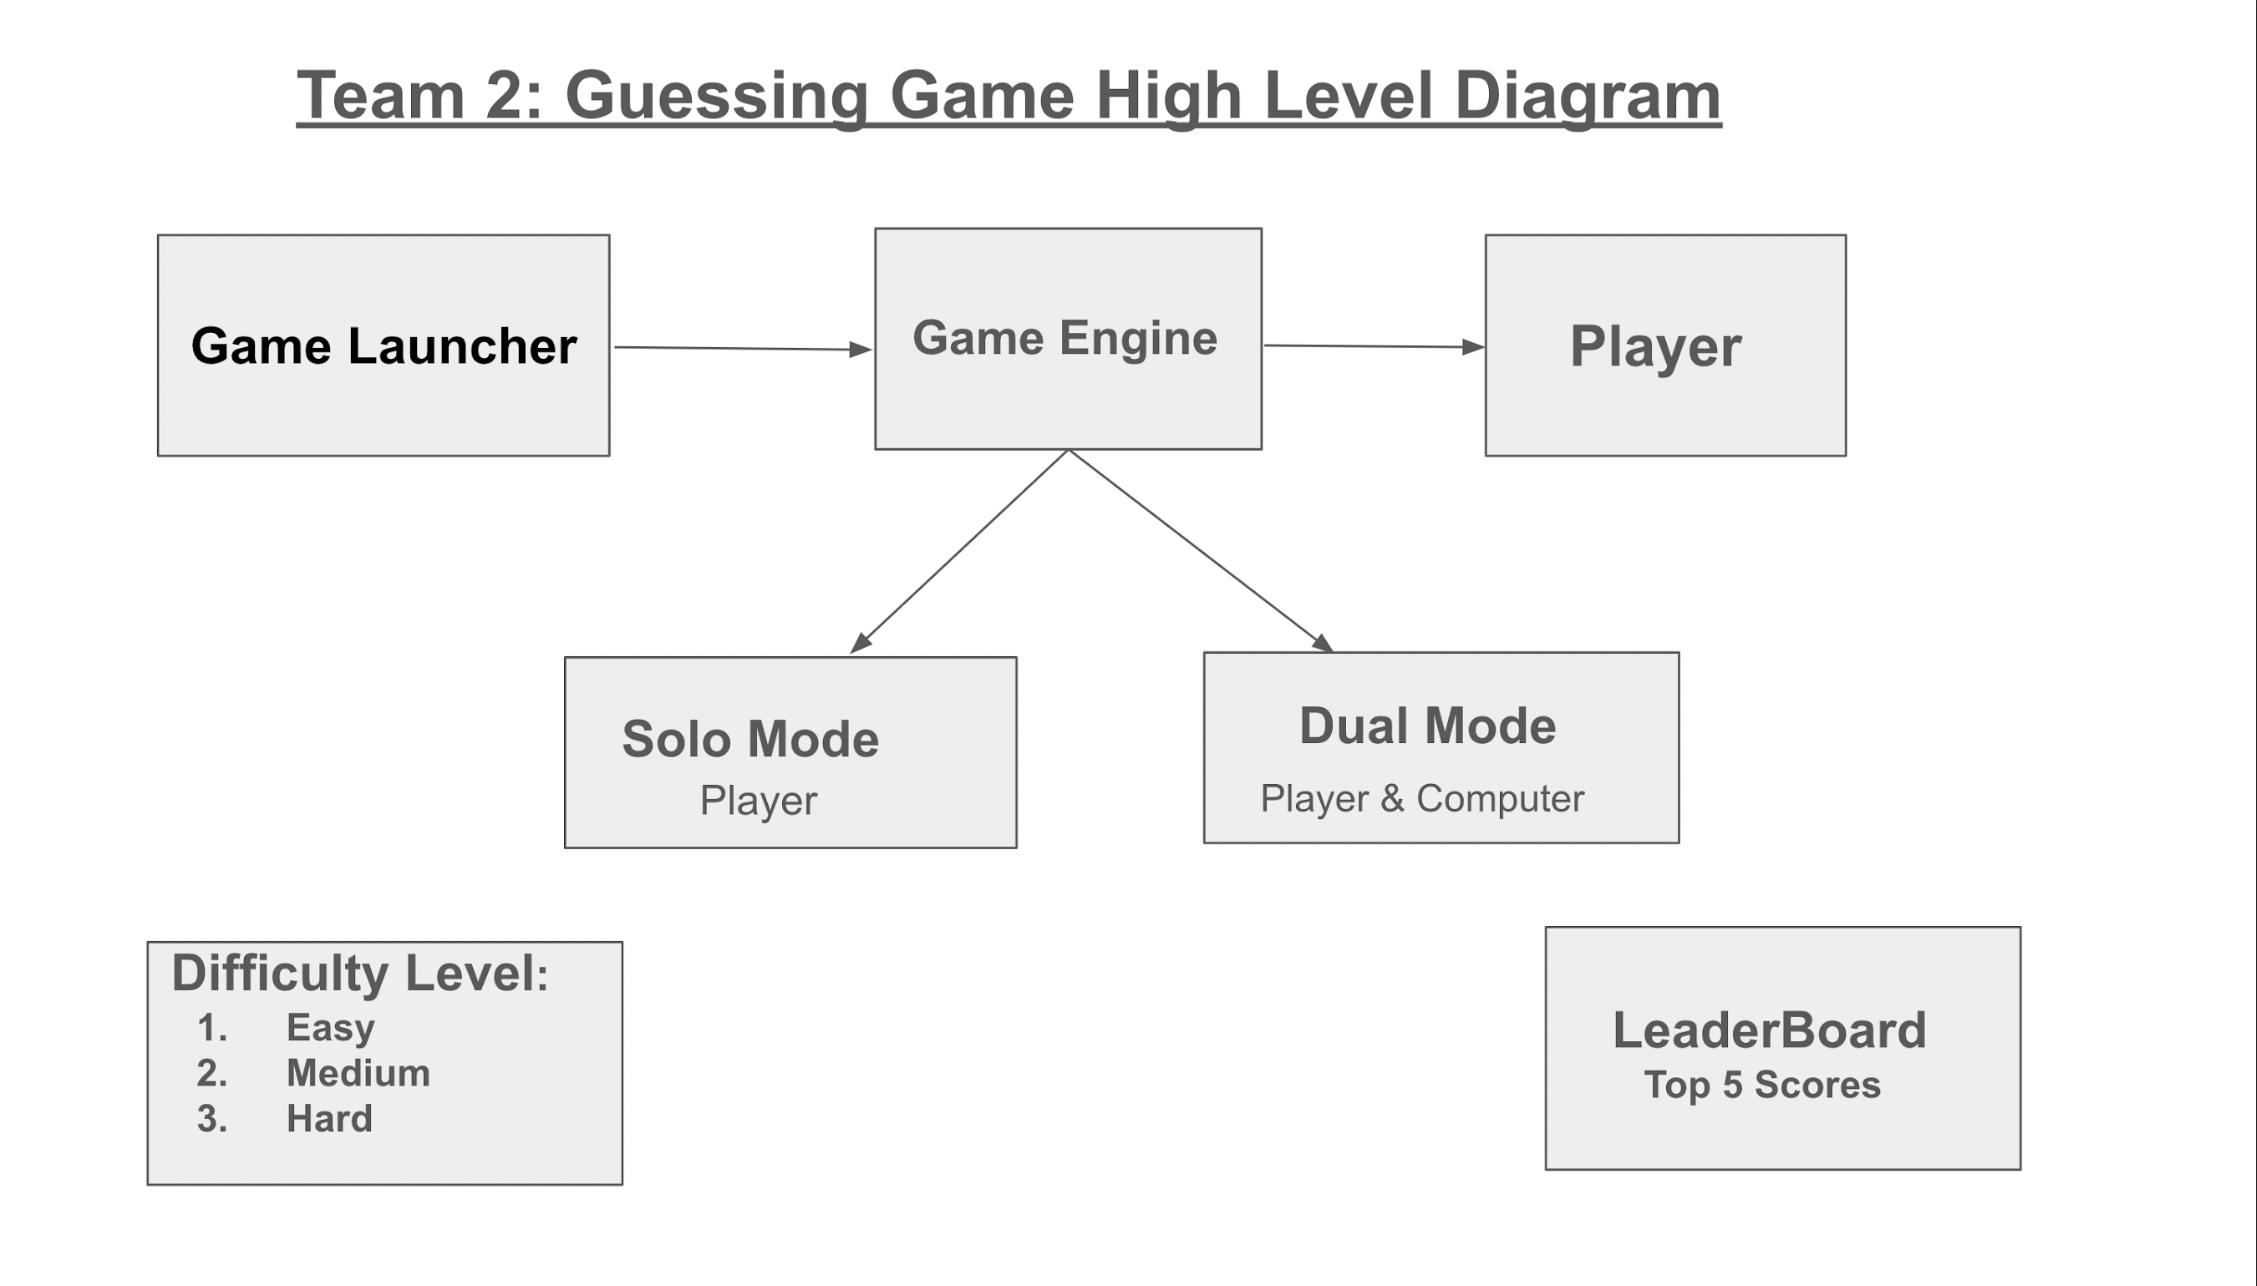 Team 2: Guessing Game High Level Diagram
Game Launcher
Game Engine
Player
Solo Mode
Player
Dual Mode
Player & Computer
Difficulty Level:
1. Easy
2. Medium
3. Hard
LeaderBoard
Top 5 Scores